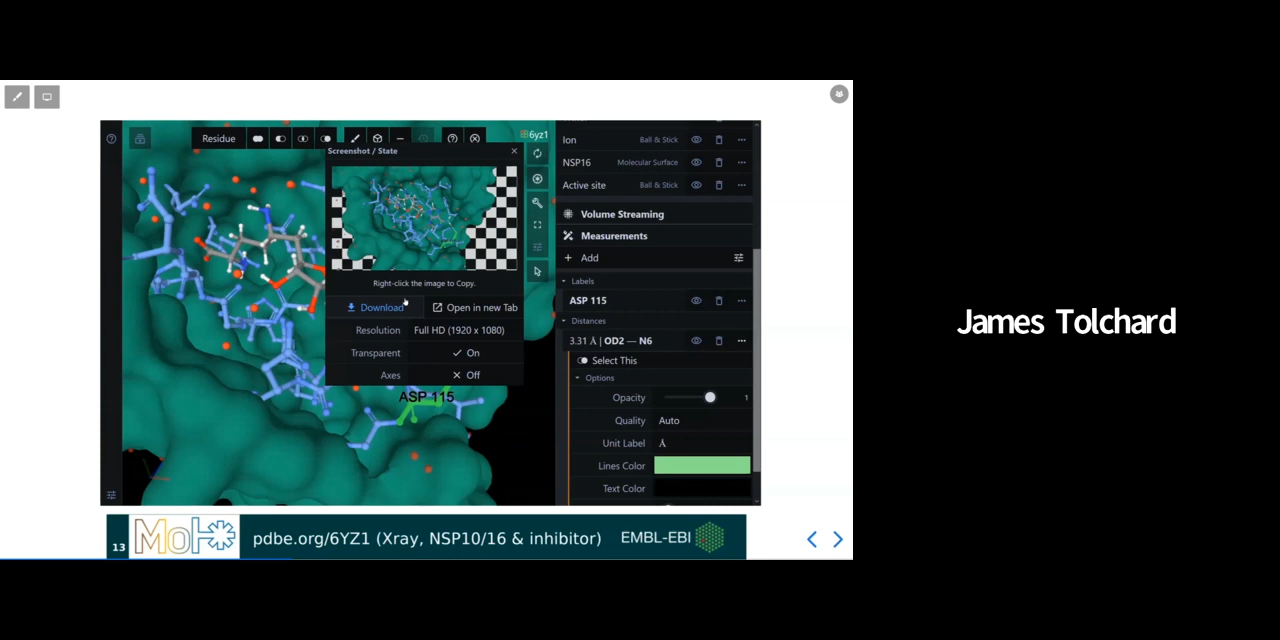 Residue
6yz1
Screenshot / State
Right-click the image to Copy.
Download
Open in new Tab
Resolution Full HD (1920 x 1080)
Transparent On
Axes Off
ASP 115
Ion Ball & Stick
NSP16 Molecular Surface
Active site Ball & Stick
Volume Streaming
Measurements
Add
Labels
ASP 115
Distances
3.31 Å | OD2 — N6
Select This
Options
Opacity 1
Quality Auto
Unit Label Å
Lines Color
Text Color
13
Mol*
pdbe.org/6YZ1 (Xray, NSP10/16 & inhibitor)
EMBL-EBI
James Tolchard